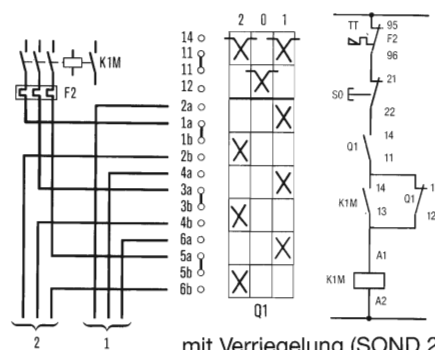 2 0 1
14
11
11
12
2a
1a
1b
2b
4a
3a
3b
4b
6a
5a
5b
6b
K1M
F2
2 1
Q1
TT 95
F2
96
21
S0
22
14
Q1
11
14
K1M
13
Q1
1
12
A1
K1M
A2
mit Verriegelung (SOND 2